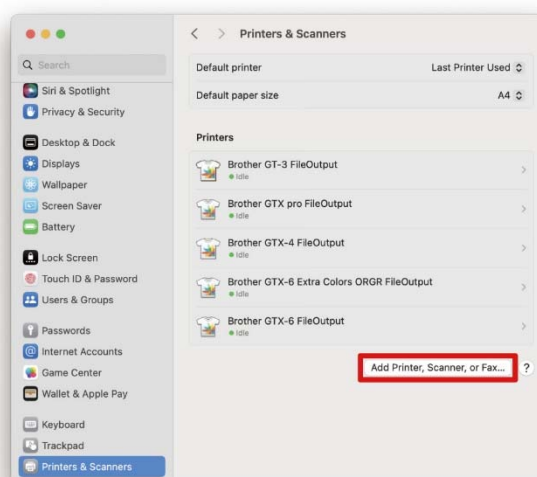 Printers & Scanners
Search
Siri & Spotlight
Privacy & Security
Desktop & Dock
Displays
Wallpaper
Screen Saver
Battery
Lock Screen
Touch ID & Password
Users & Groups
Passwords
Internet Accounts
Game Center
Wallet & Apple Pay
Keyboard
Trackpad
Printers & Scanners
Default printer Last Printer Used
Default paper size A4
Printers
Brother GT-3 FileOutput
Idle
Brother GTX pro FileOutput
Idle
Brother GTX-4 FileOutput
Idle
Brother GTX-6 Extra Colors ORGR FileOutput
Idle
Brother GTX-6 FileOutput
Idle
Add Printer, Scanner, or Fax... ?